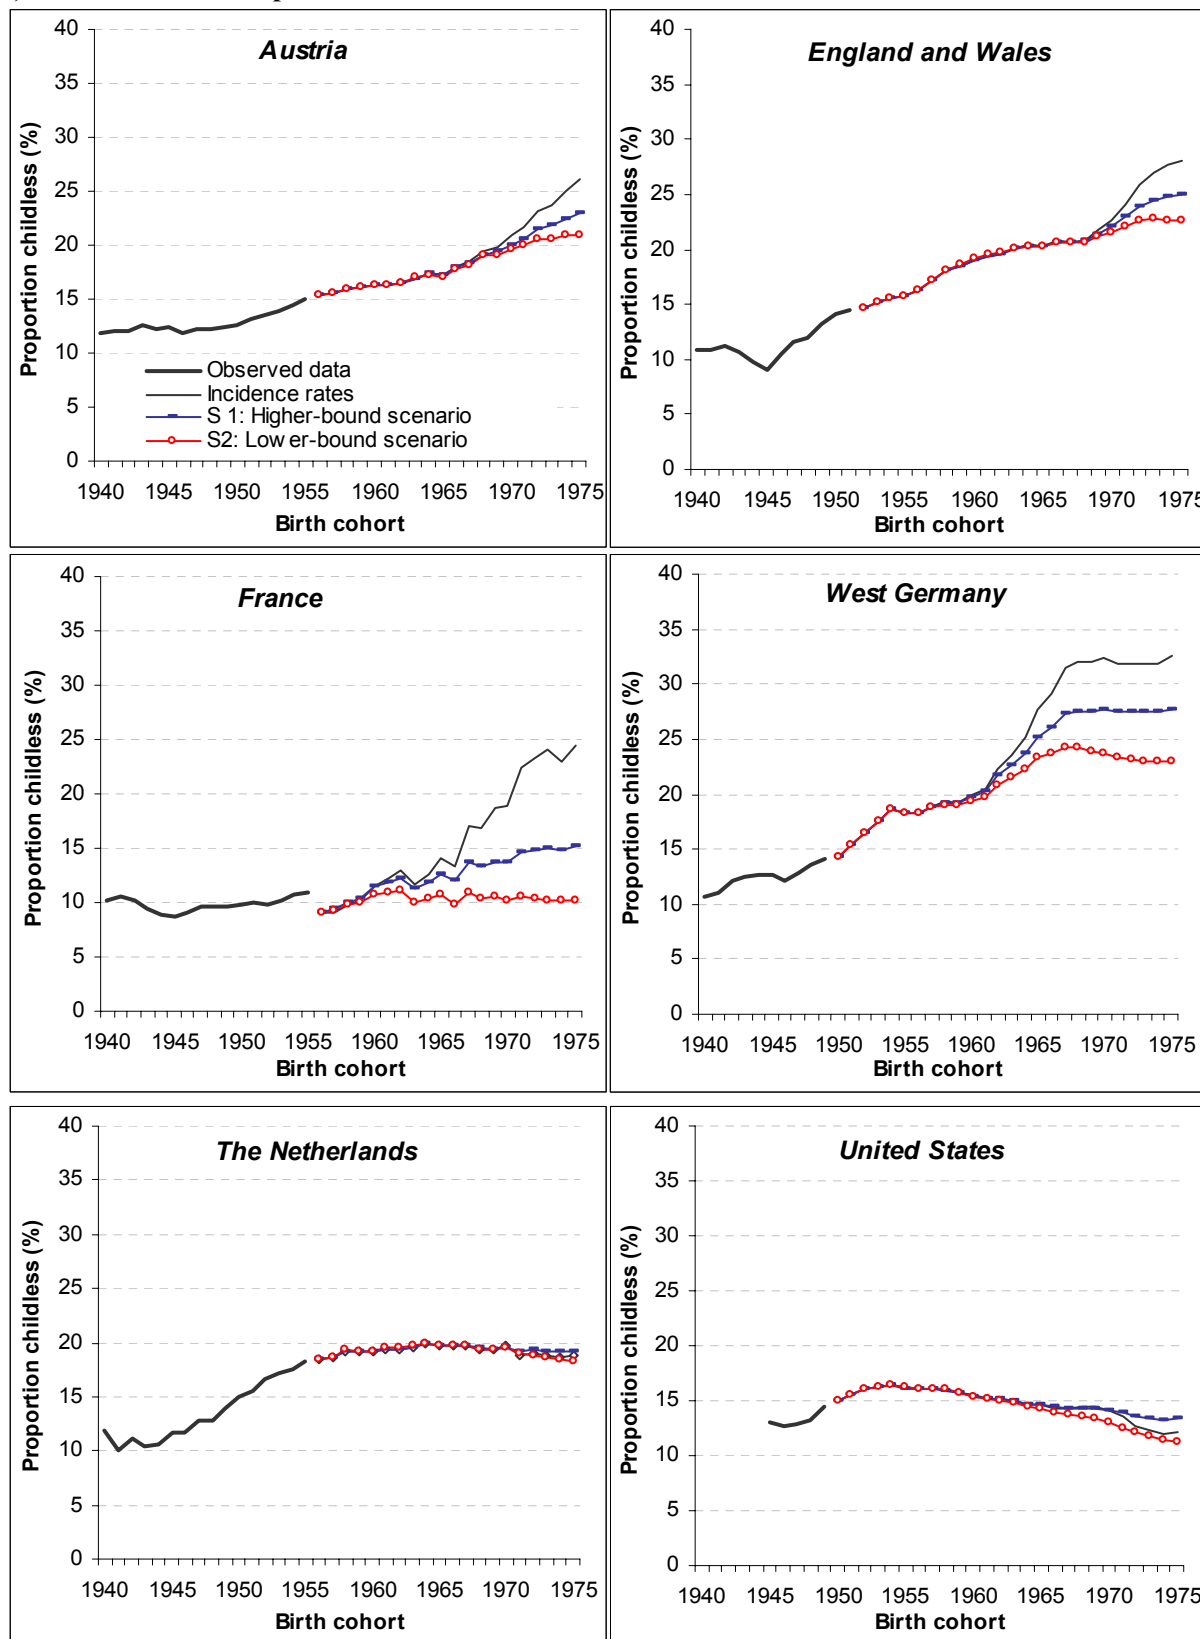 Austria
Proportion childless (%)
40
35
30
25
20
15
10
5
0
Observed data
Incidence rates
S 1: Higher-bound scenario
S2: Lower-bound scenario
1940 1945 1950 1955 1960 1965 1970 1975
Birth cohort
England and Wales
Proportion childless (%)
40
35
30
25
20
15
10
5
0
1940 1945 1950 1955 1960 1965 1970 1975
Birth cohort
France
Proportion childless (%)
40
35
30
25
20
15
10
5
0
1940 1945 1950 1955 1960 1965 1970 1975
Birth cohort
West Germany
Proportion childless (%)
40
35
30
25
20
15
10
5
0
1940 1945 1950 1955 1960 1965 1970 1975
Birth cohort
The Netherlands
Proportion childless (%)
40
35
30
25
20
15
10
5
0
1940 1945 1950 1955 1960 1965 1970 1975
Birth cohort
United States
Proportion childless (%)
40
35
30
25
20
15
10
5
0
1940 1945 1950 1955 1960 1965 1970 1975
Birth cohort